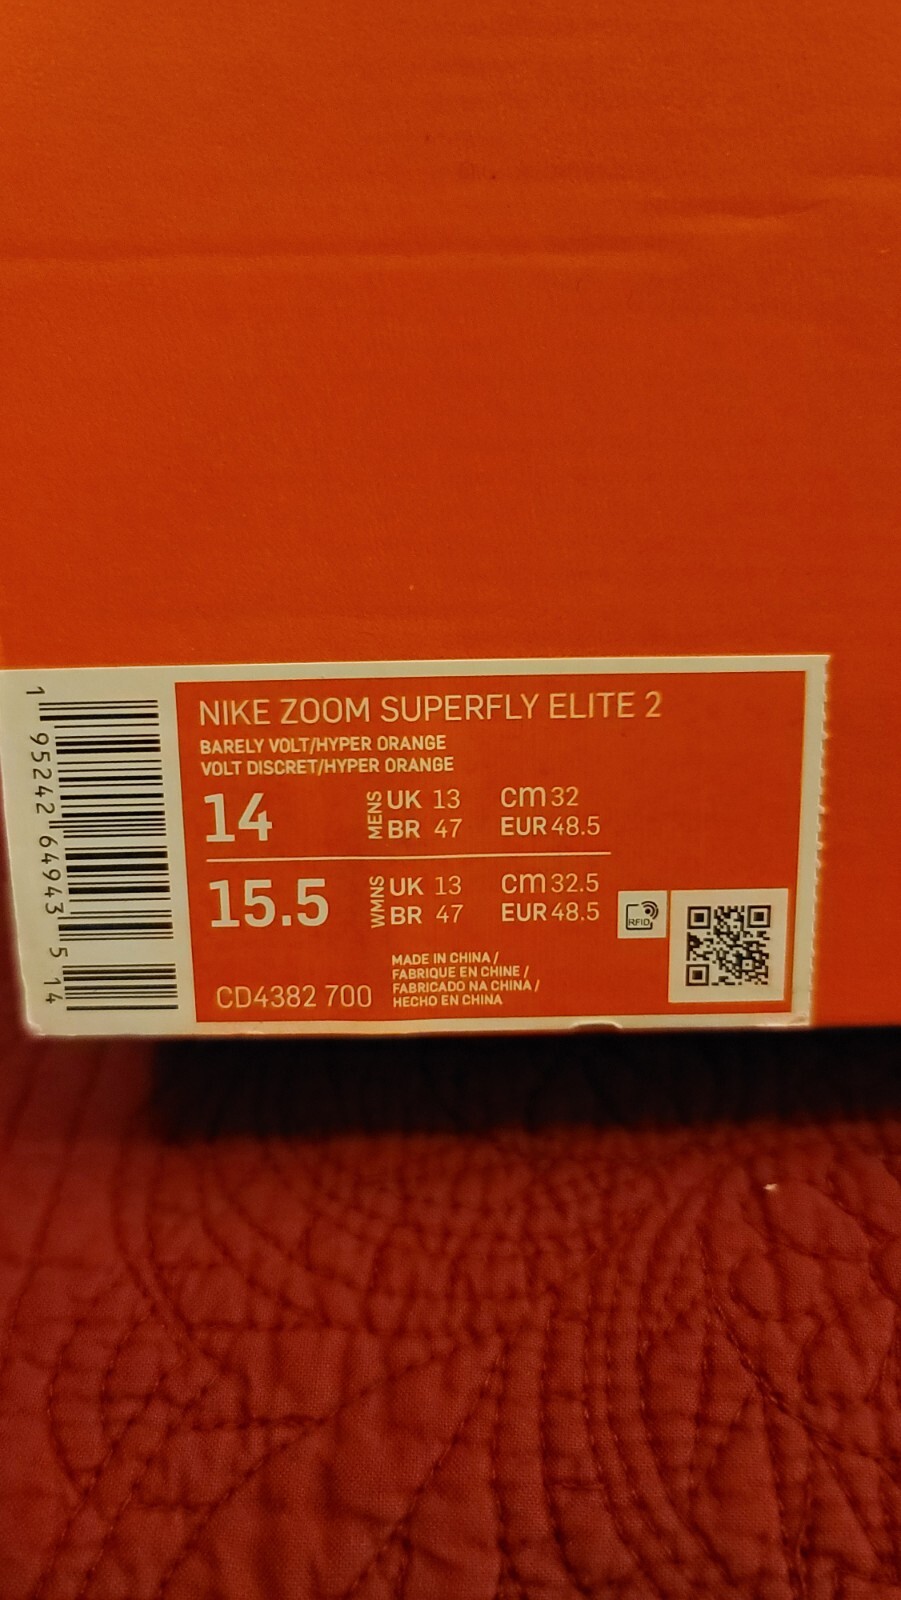 NIKE ZOOM SUPERFLY ELITE 2
BARELY VOLT/HYPER ORANGE
VOLT DISCRET/HYPER ORANGE
14 MENS UK 13 cm 32
BR 47 EUR 48.5
15.5 WMNS UK 13 cm 32.5
BR 47 EUR 48.5
RFID
CD4382 700
MADE IN CHINA /
FABRIQUE EN CHINE /
FABRICADO NA CHINA /
HECHO EN CHINA
1 95242 64943 5 14